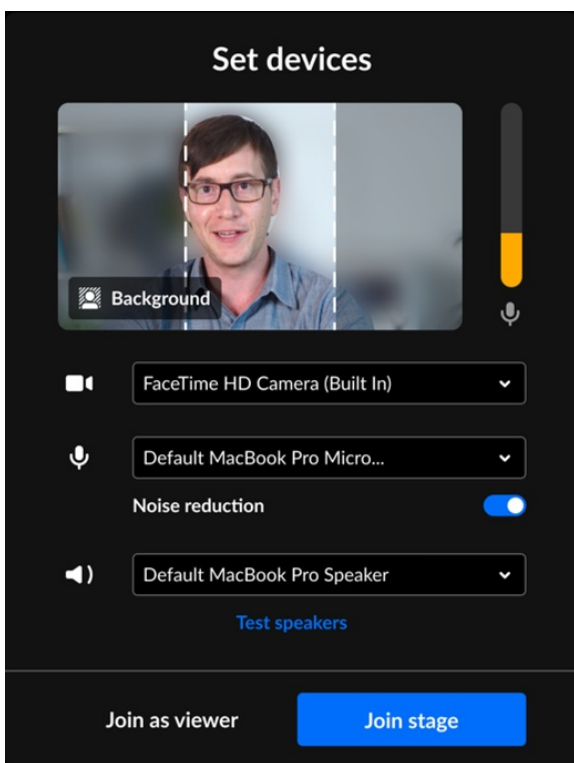 Set devices
Background
FaceTime HD Camera (Built In)
Default MacBook Pro Micro...
Noise reduction
Default MacBook Pro Speaker
Test speakers
Join as viewer
Join stage